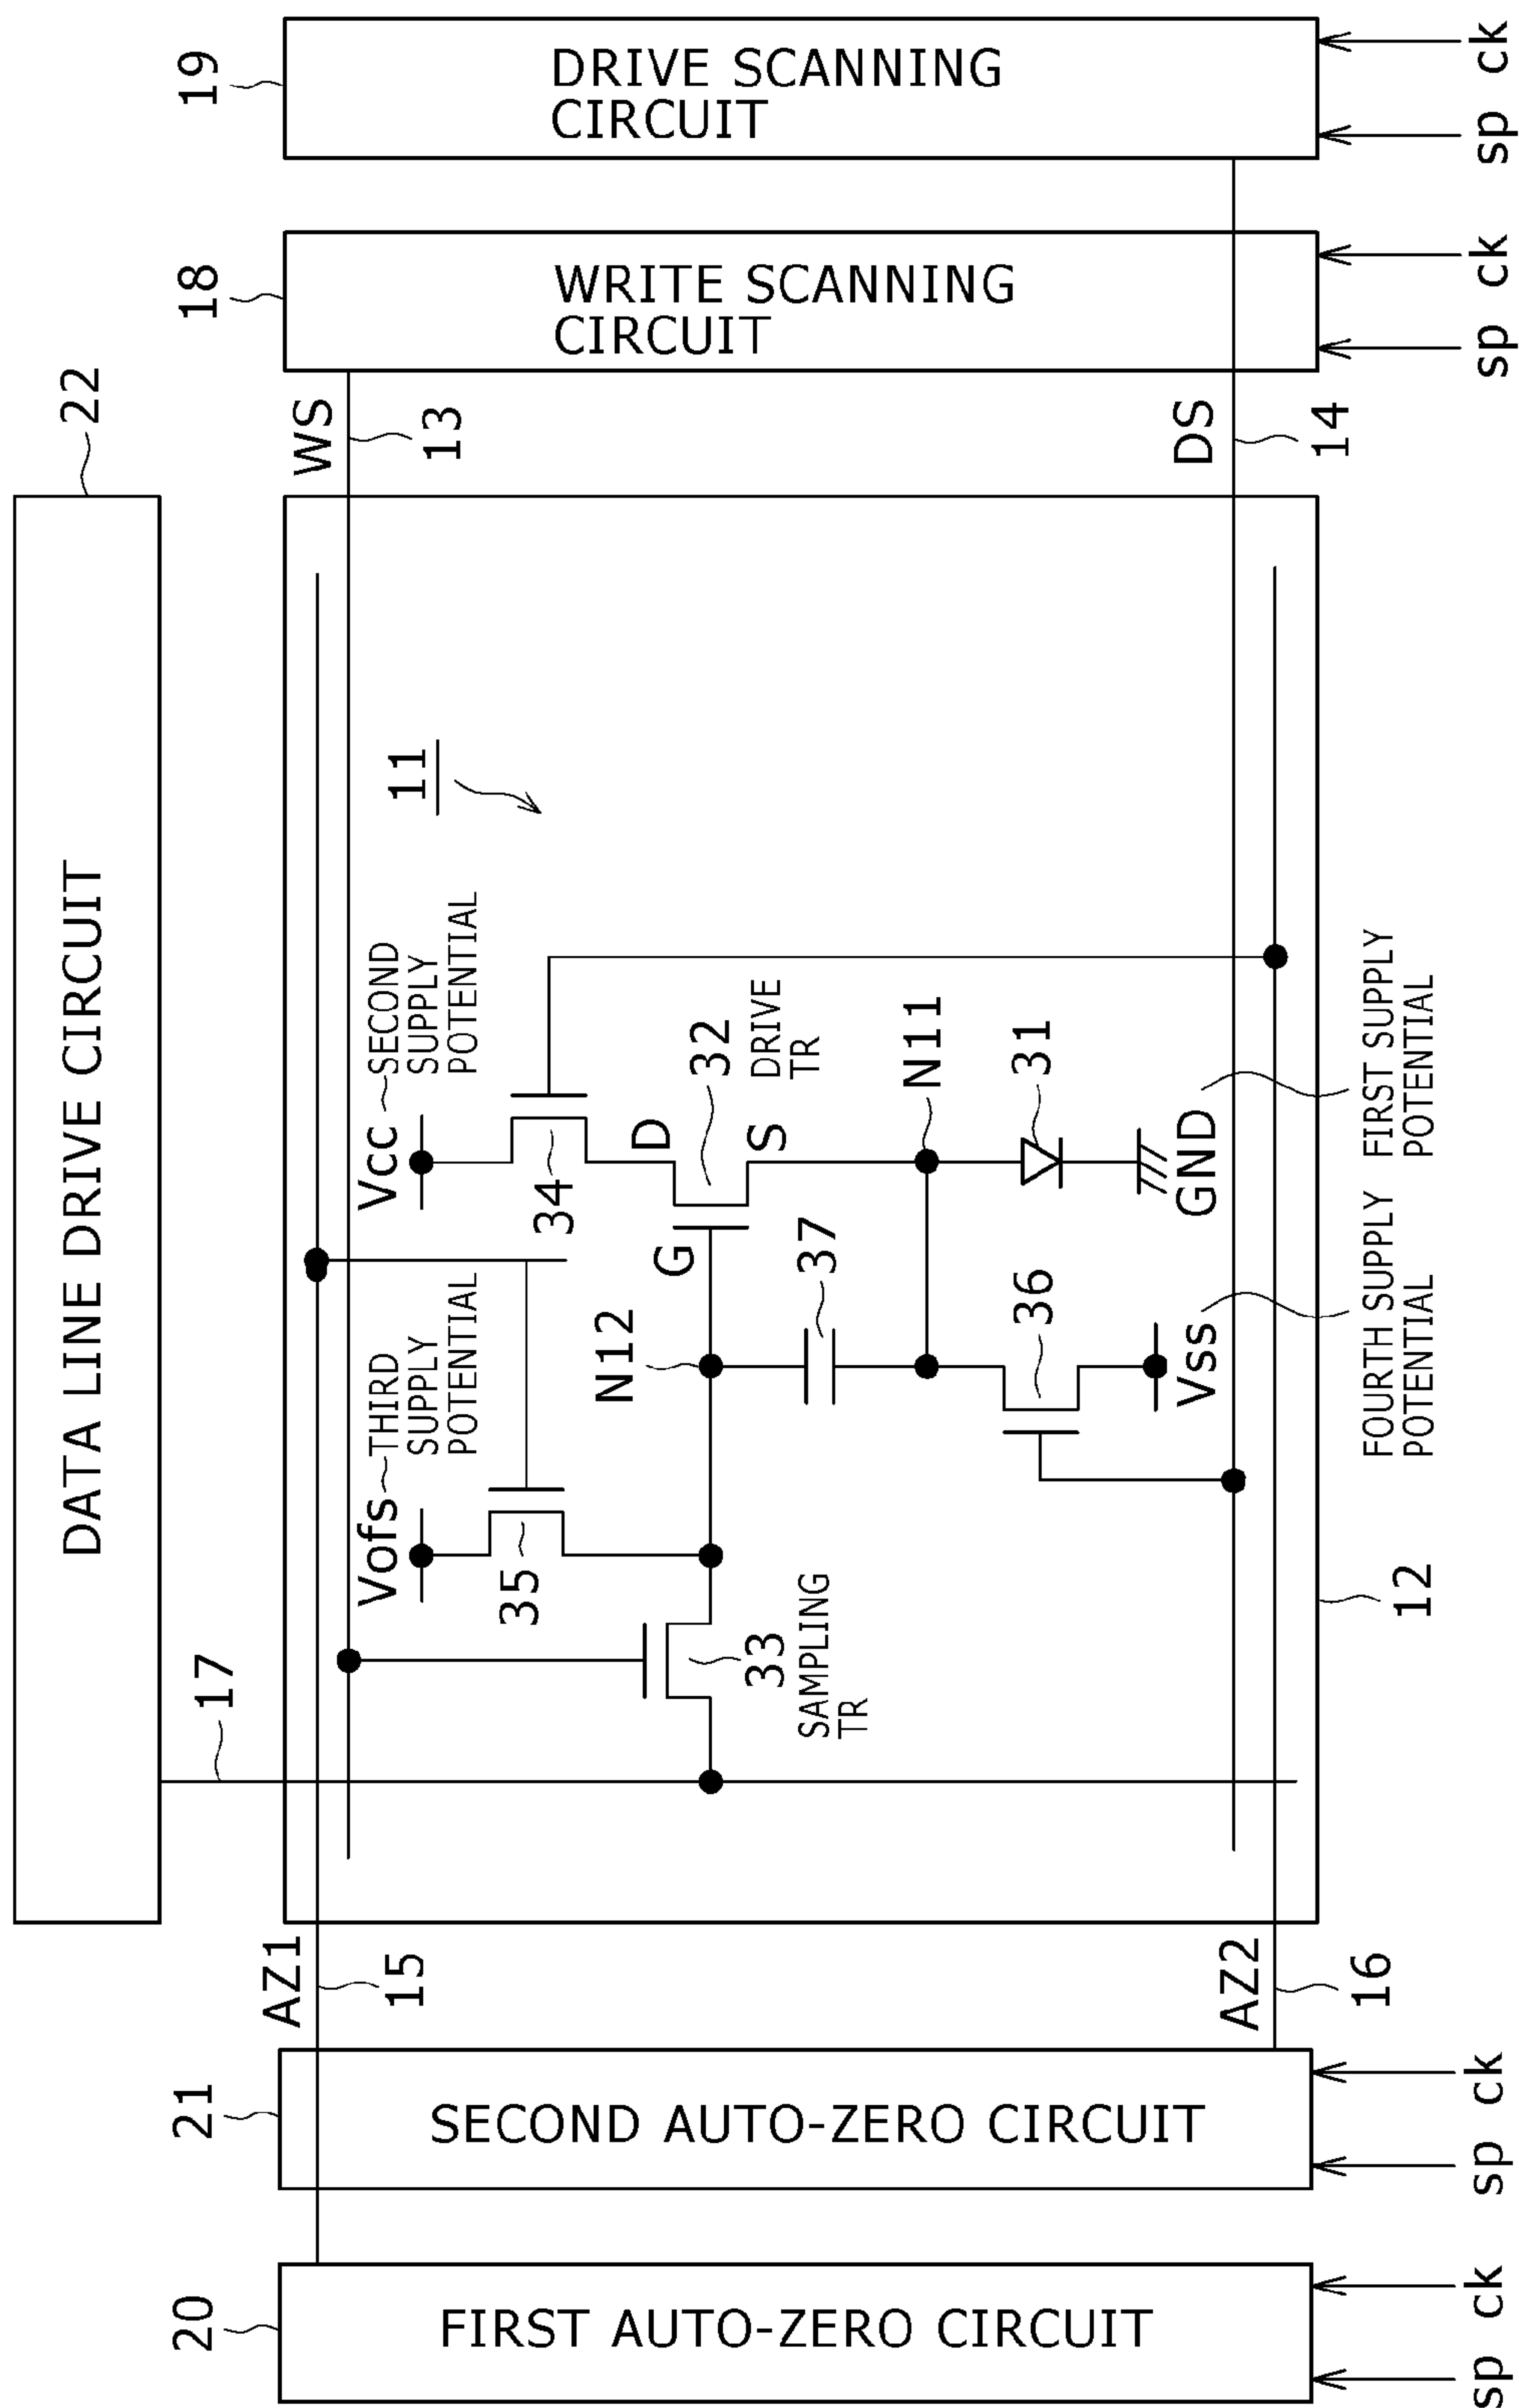 DATA LINE DRIVE CIRCUIT
22
20
FIRST AUTO-ZERO CIRCUIT
sp ck
21
SECOND AUTO-ZERO CIRCUIT
sp ck
AZ1
15
AZ2
16
17
12
11
Vofs
THIRD
SUPPLY
POTENTIAL
Vcc
SECOND
SUPPLY
POTENTIAL
35
34
33
SAMPLING
TR
N12
G
D
S
32
DRIVE
TR
37
N11
36
31
Vss
GND
FOURTH SUPPLY
POTENTIAL
FIRST SUPPLY
POTENTIAL
WS
13
DS
14
18
WRITE SCANNING
CIRCUIT
sp ck
19
DRIVE SCANNING
CIRCUIT
sp ck